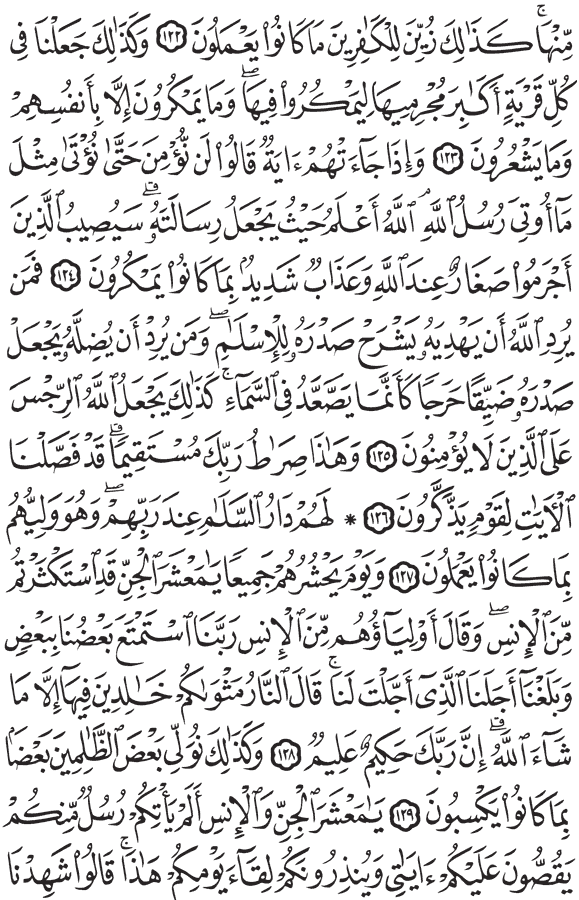 مِّنْهَاۚ كَذَٰلِكَ زُيِّنَ لِلْكَٰفِرِينَ مَا كَانُوا۟ يَعْمَلُونَ ١٢٢ وَكَذَٰلِكَ جَعَلْنَا فِى
كُلِّ قَرْيَةٍ أَكَٰبِرَ مُجْرِمِيهَا لِيَمْكُرُوا۟ فِيهَاۖ وَمَا يَمْكُرُونَ إِلَّا بِأَنفُسِهِمْ
وَمَا يَشْعُرُونَ ١٢٣ وَإِذَا جَآءَتْهُمْ ءَايَةٌ قَالُوا۟ لَن نُّؤْمِنَ حَتَّىٰ نُؤْتَىٰ مِثْلَ
مَآ أُوتِىَ رُسُلُ ٱللَّهِۘ ٱللَّهُ أَعْلَمُ حَيْثُ يَجْعَلُ رِسَالَتَهُۥۗ سَيُصِيبُ ٱلَّذِينَ
أَجْرَمُوا۟ صَغَارٌ عِندَ ٱللَّهِ وَعَذَابٌ شَدِيدٌۢ بِمَا كَانُوا۟ يَمْكُرُونَ ١٢٤ فَمَن
يُرِدِ ٱللَّهُ أَن يَهْدِيَهُۥ يَشْرَحْ صَدْرَهُۥ لِلْإِسْلَٰمِۖ وَمَن يُرِدْ أَن يُضِلَّهُۥ يَجْعَلْ
صَدْرَهُۥ ضَيِّقًا حَرَجًا كَأَنَّمَا يَصَّعَّدُ فِى ٱلسَّمَآءِۚ كَذَٰلِكَ يَجْعَلُ ٱللَّهُ ٱلرِّجْسَ
عَلَى ٱلَّذِينَ لَا يُؤْمِنُونَ ١٢٥ وَهَٰذَا صِرَٰطُ رَبِّكَ مُسْتَقِيمًاۗ قَدْ فَصَّلْنَا
ٱلْءَايَٰتِ لِقَوْمٍ يَذَّكَّرُونَ ١٢٦ * لَهُمْ دَارُ ٱلسَّلَٰمِ عِندَ رَبِّهِمْۖ وَهُوَ وَلِيُّهُم
بِمَا كَانُوا۟ يَعْمَلُونَ ١٢٧ وَيَوْمَ يَحْشُرُهُمْ جَمِيعًا يَٰمَعْشَرَ ٱلْجِنِّ قَدِ ٱسْتَكْثَرْتُم
مِّنَ ٱلْإِنسِۖ وَقَالَ أَوْلِيَآؤُهُم مِّنَ ٱلْإِنسِ رَبَّنَا ٱسْتَمْتَعَ بَعْضُنَا بِبَعْضٍ
وَبَلَغْنَآ أَجَلَنَا ٱلَّذِىٓ أَجَّلْتَ لَنَاۚ قَالَ ٱلنَّارُ مَثْوَىٰكُمْ خَٰلِدِينَ فِيهَآ إِلَّا مَا
شَآءَ ٱللَّهُۗ إِنَّ رَبَّكَ حَكِيمٌ عَلِيمٌ ١٢٨ وَكَذَٰلِكَ نُوَلِّى بَعْضَ ٱلظَّٰلِمِينَ بَعْضًۢا
بِمَا كَانُوا۟ يَكْسِبُونَ ١٢٩ يَٰمَعْشَرَ ٱلْجِنِّ وَٱلْإِنسِ أَلَمْ يَأْتِكُمْ رُسُلٌ مِّنكُمْ
يَقُصُّونَ عَلَيْكُمْ ءَايَٰتِى وَيُنذِرُونَكُمْ لِقَآءَ يَوْمِكُمْ هَٰذَاۚ قَالُوا۟ شَهِدْنَا